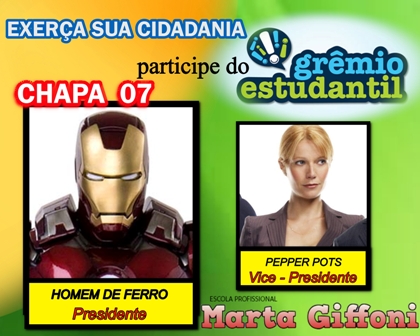 EXERÇA SUA CIDADANIA
participe do
grêmio
estudantil
CHAPA 07
HOMEM DE FERRO
Presidente
PEPPER POTS
Vice - Presidente
ESCOLA PROFISSIONAL
Marta Giffoni